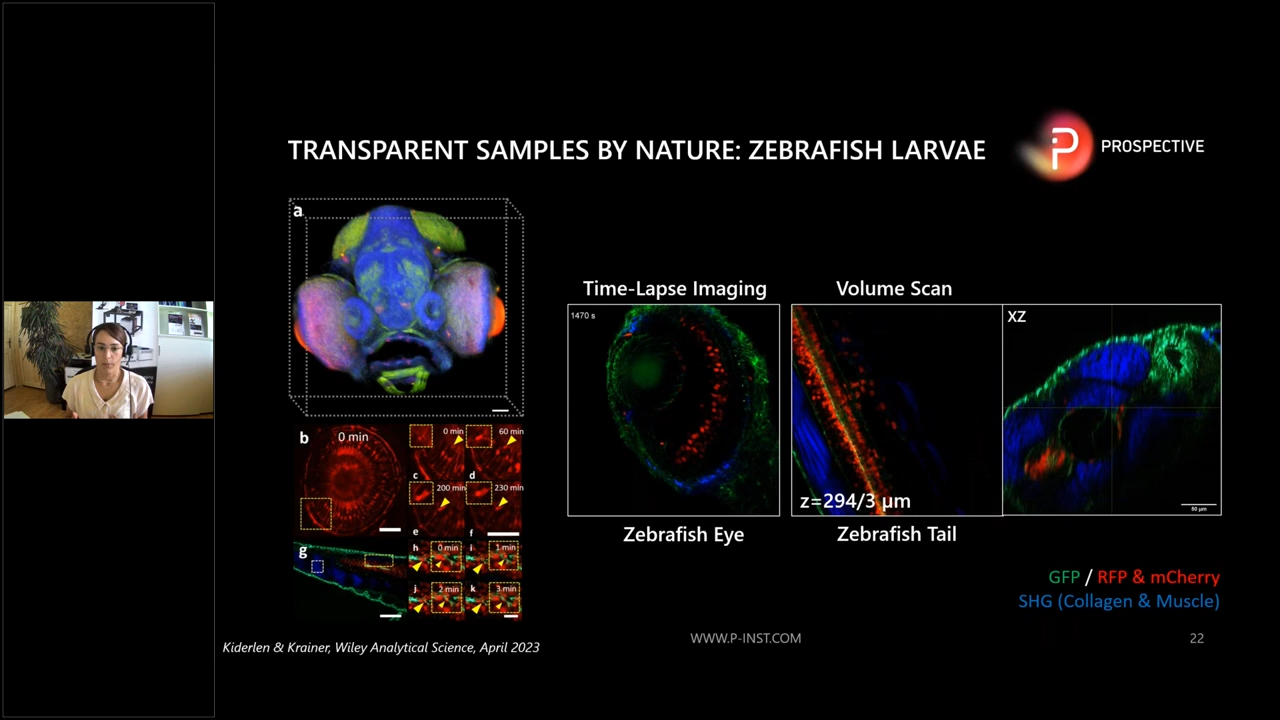 TRANSPARENT SAMPLES BY NATURE: ZEBRAFISH LARVAE
PROSPECTIVE
a
b
0 min
0 min
60 min
c
d
200 min
230 min
e
f
g
h
0 min
i
1 min
j
2 min
k
3 min
Kiderlen & Krainer, Wiley Analytical Science, April 2023
Time-Lapse Imaging
1470 s
Zebrafish Eye
Volume Scan
z=294/3 µm
Zebrafish Tail
XZ
50 µm
GFP / RFP & mCherry
SHG (Collagen & Muscle)
WWW.P-INST.COM
22